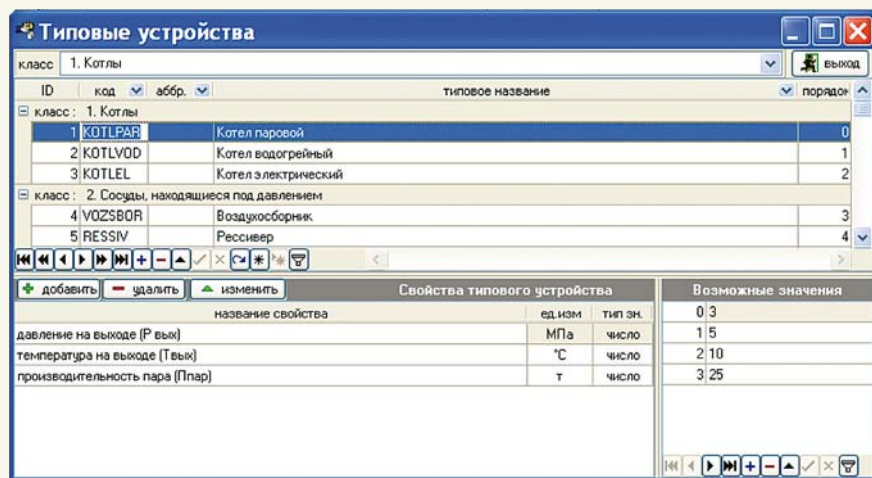 Типовые устройства
класс 1. Котлы выход
ID код аббр. типовое название порядок
класс : 1. Котлы
1 KOTLPAR Котел паровой 0
2 KOTLVOD Котел водогрейный 1
3 KOTLEL Котел электрический 2
класс : 2. Сосуды, находящиеся под давлением
4 VOZSBOR Воздухосборник 3
5 RESSIV Рессивер 4
добавить удалить изменить Свойства типового устройства Возможные значения
название свойства ед.изм тип зн. 0 3
давление на выходе (Р вых) МПа число 1 5
температура на выходе (Твых) °С число 2 10
производительность пара (Ппар) т число 3 25